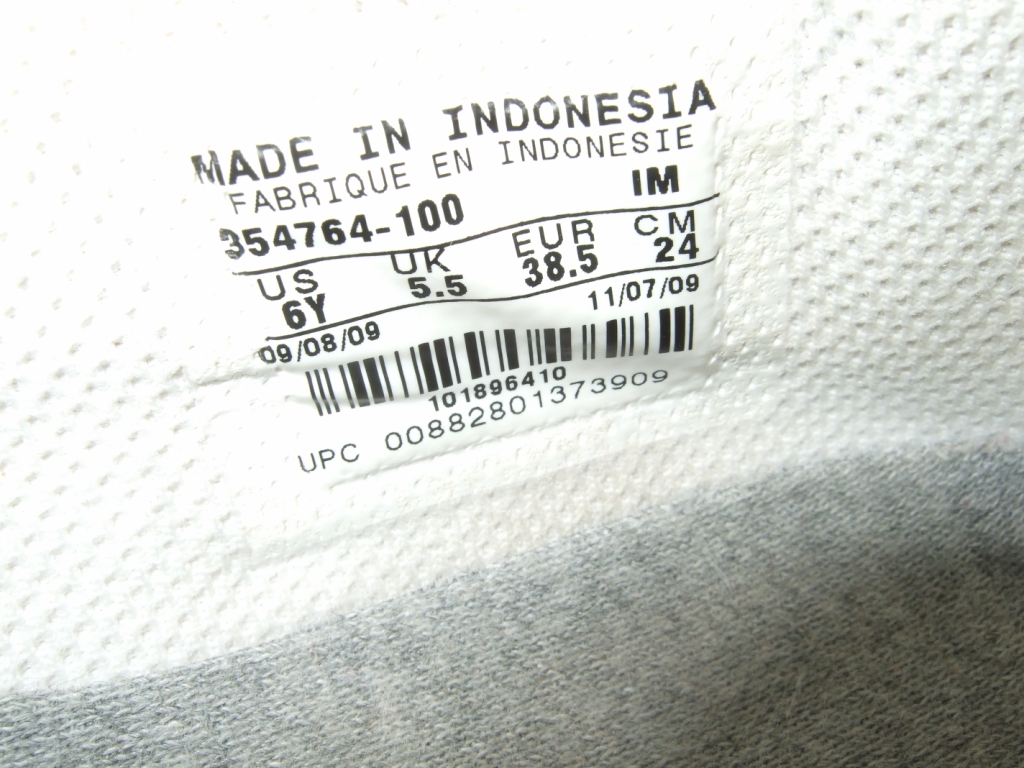 MADE IN INDONESIA
FABRIQUE EN INDONESIE
354764-100 IM
US UK EUR CM
6Y 5.5 38.5 24
09/08/09 11/07/09
101896410
UPC 00882801373909